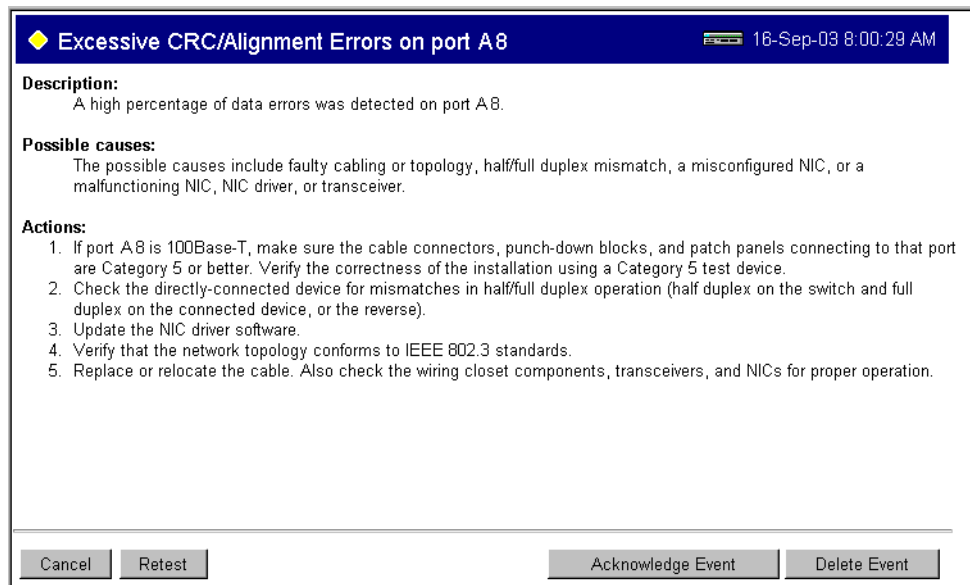 Excessive CRC/Alignment Errors on port A8 16-Sep-03 8:00:29 AM
Description:
A high percentage of data errors was detected on port A8.
Possible causes:
The possible causes include faulty cabling or topology, half/full duplex mismatch, a misconfigured NIC, or a
malfunctioning NIC, NIC driver, or transceiver.
Actions:
1. If port A8 is 100Base-T, make sure the cable connectors, punch-down blocks, and patch panels connecting to that port
are Category 5 or better. Verify the correctness of the installation using a Category 5 test device.
2. Check the directly-connected device for mismatches in half/full duplex operation (half duplex on the switch and full
duplex on the connected device, or the reverse).
3. Update the NIC driver software.
4. Verify that the network topology conforms to IEEE 802.3 standards.
5. Replace or relocate the cable. Also check the wiring closet components, transceivers, and NICs for proper operation.
Cancel Retest Acknowledge Event Delete Event